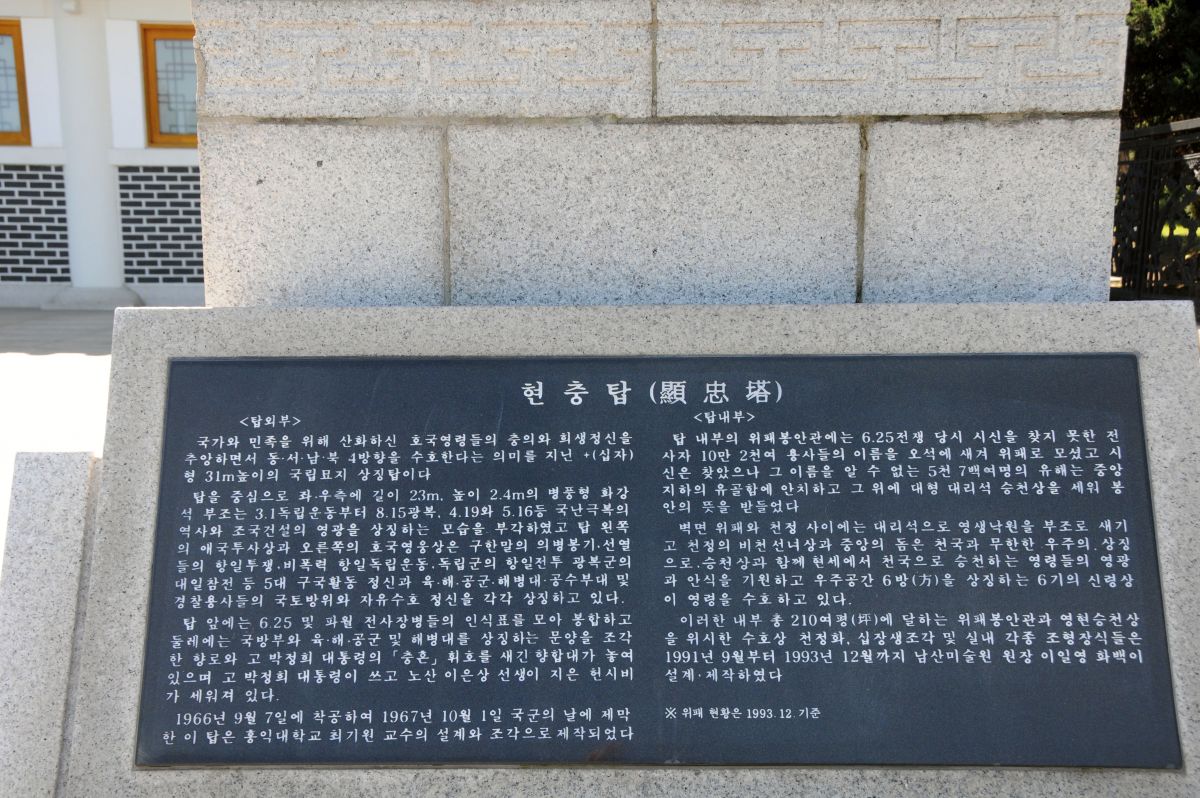 현충탑 (顯忠塔)
<탑외부>
국가와 민족을 위해 산화하신 호국영령들의 충의와 희생정신을
추앙하면서 동·서·남·북 4방향을 수호한다는 의미를 지닌 +(십자)
형 31m높이의 국립묘지 상징탑이다
탑을 중심으로 좌·우측에 길이 23m, 높이 2.4m의 병풍형 화강
석 부조는 3.1독립운동부터 8.15광복, 4.19와 5.16등 국난극복의
역사와 조국건설의 영광을 상징하는 모습을 부각하였고 탑 왼쪽
의 애국투사상과 오른쪽의 호국영웅상은 구한말의 의병봉기·선열
들의 항일투쟁·비폭력 항일독립운동·독립군의 항일전투 광복군의
대일참전 등 5대 구국활동 정신과 육·해·공군·해병대·공수부대 및
경찰용사들의 국토방위와 자유수호 정신을 각각 상징하고 있다.
탑 앞에는 6.25 및 파월 전사장병들의 인식표를 모아 봉합하고
둘레에는 국방부와 육·해·공군 및 해병대를 상징하는 문양을 조각
한 향로와 고 박정희 대통령의 「충혼」 휘호를 새긴 향합대가 놓여
있으며 고 박정희 대통령이 쓰고 노산 이은상 선생이 지은 헌시비
가 세워져 있다.
1966년 9월 7일에 착공하여 1967년 10월 1일 국군의 날에 제막
한 이 탑은 홍익대학교 최기원 교수의 설계와 조각으로 제작되었다
<탑내부>
탑 내부의 위패봉안관에는 6.25전쟁 당시 시신을 찾지 못한 전
사자 10만 2천여 용사들의 이름을 오석에 새겨 위패로 모셨고 시
신은 찾았으나 그 이름을 알 수 없는 5천 7백여명의 유해는 중앙
지하의 유골함에 안치하고 그 위에 대형 대리석 승천상을 세워 봉
안의 뜻을 받들었다
벽면 위패와 천정 사이에는 대리석으로 영생낙원을 부조로 새기
고 천정의 비천선녀상과 중앙의 돔은 천국과 무한한 우주의 상징
으로, 승천상과 함께 현세에서 천국으로 승천하는 영령들의 영광
과 안식을 기원하고 우주공간 6방(方)을 상징하는 6기의 신령상
이 영령을 수호하고 있다.
이러한 내부 총 210여평(坪)에 달하는 위패봉안관과 영현승천상
을 위시한 수호상 천정화, 십장생조각 및 실내 각종 조형장식들은
1991년 9월부터 1993년 12월까지 남산미술원 원장 이일영 화백이
설계·제작하였다
※ 위패 현황은 1993. 12. 기준